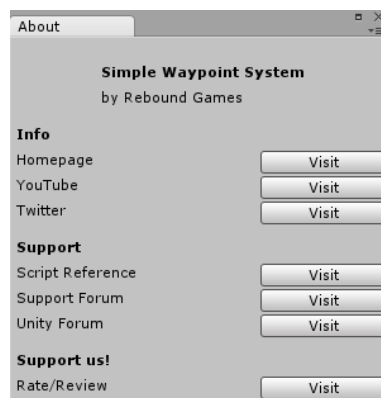 About
Simple Waypoint System
by Rebound Games
Info
Homepage Visit
YouTube Visit
Twitter Visit
Support
Script Reference Visit
Support Forum Visit
Unity Forum Visit
Support us!
Rate/Review Visit